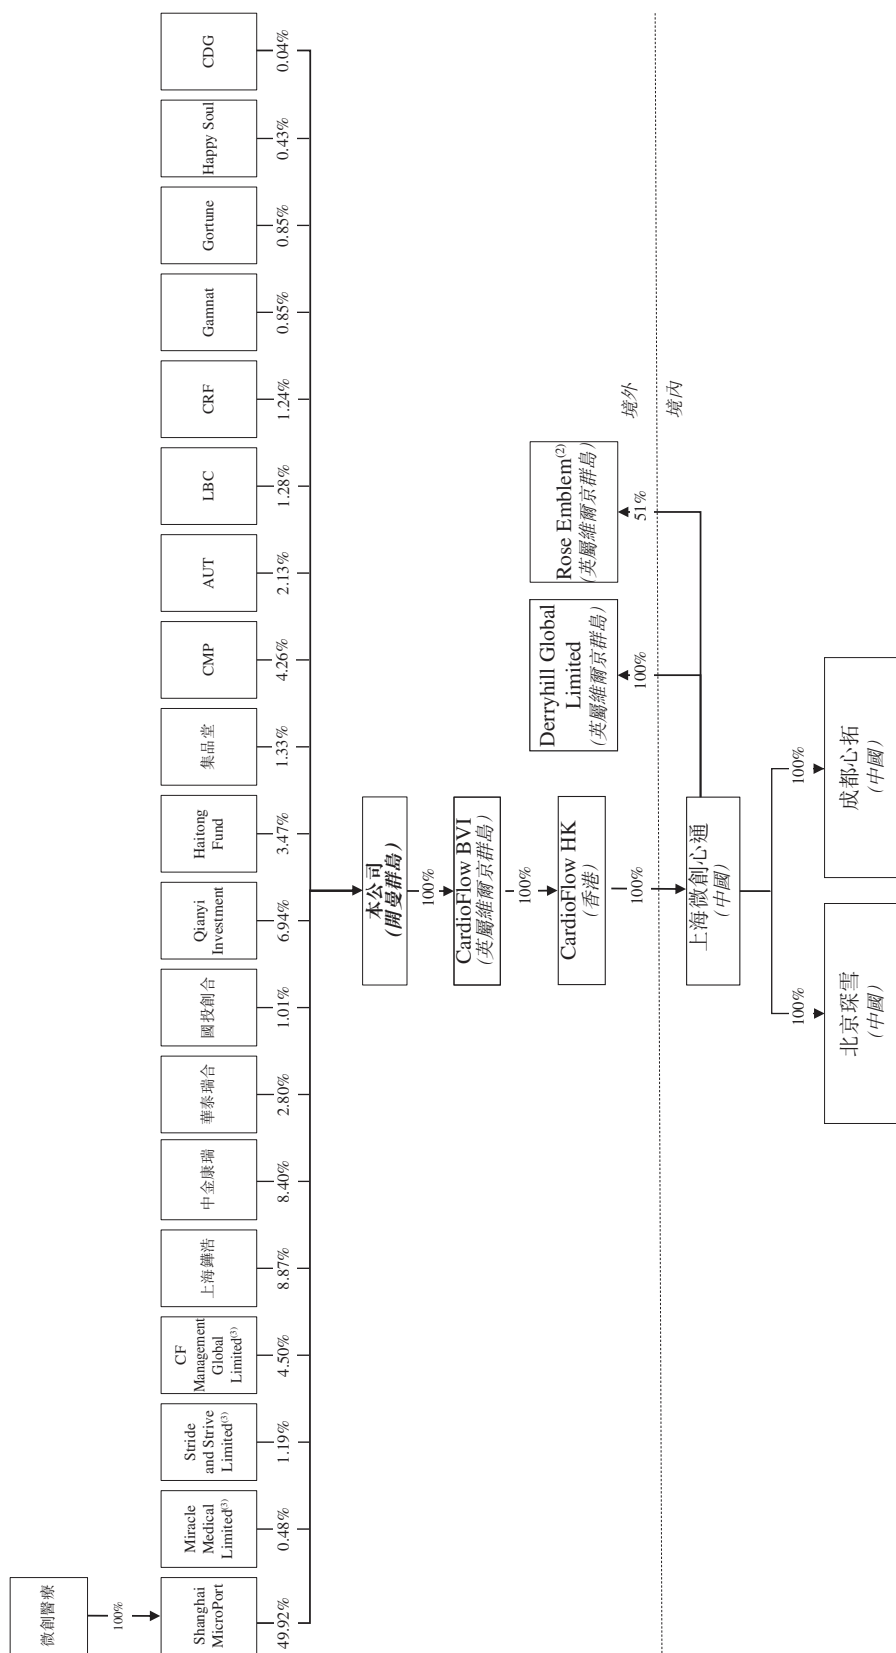 微創醫療
100%
Shanghai
MicroPort
49.92%
Miracle
Medical
Limited(3)
0.48%
Stride
and Strive
Limited(3)
1.19%
CF
Management
Global
Limited(3)
4.50%
上海鏵浩
8.87%
中金康瑞
8.40%
華泰瑞合
2.80%
國投創合
1.01%
Qianyi
Investment
6.94%
Haitong
Fund
3.47%
集品堂
1.33%
CMP
4.26%
AUT
2.13%
LBC
1.28%
CRF
1.24%
Gamnat
0.85%
Gortune
0.85%
Happy Soul
0.43%
CDG
0.04%
本公司
(開曼群島)
100%
CardioFlow BVI
(英屬維爾京群島)
100%
CardioFlow HK
(香港)
100%
Derryhill Global
Limited
(英屬維爾京群島)
100%
Rose Emblem(2)
(英屬維爾京群島)
51%
境外
境內
上海微創心通
(中國)
100%
北京琛雪
(中國)
100%
成都心拓
(中國)